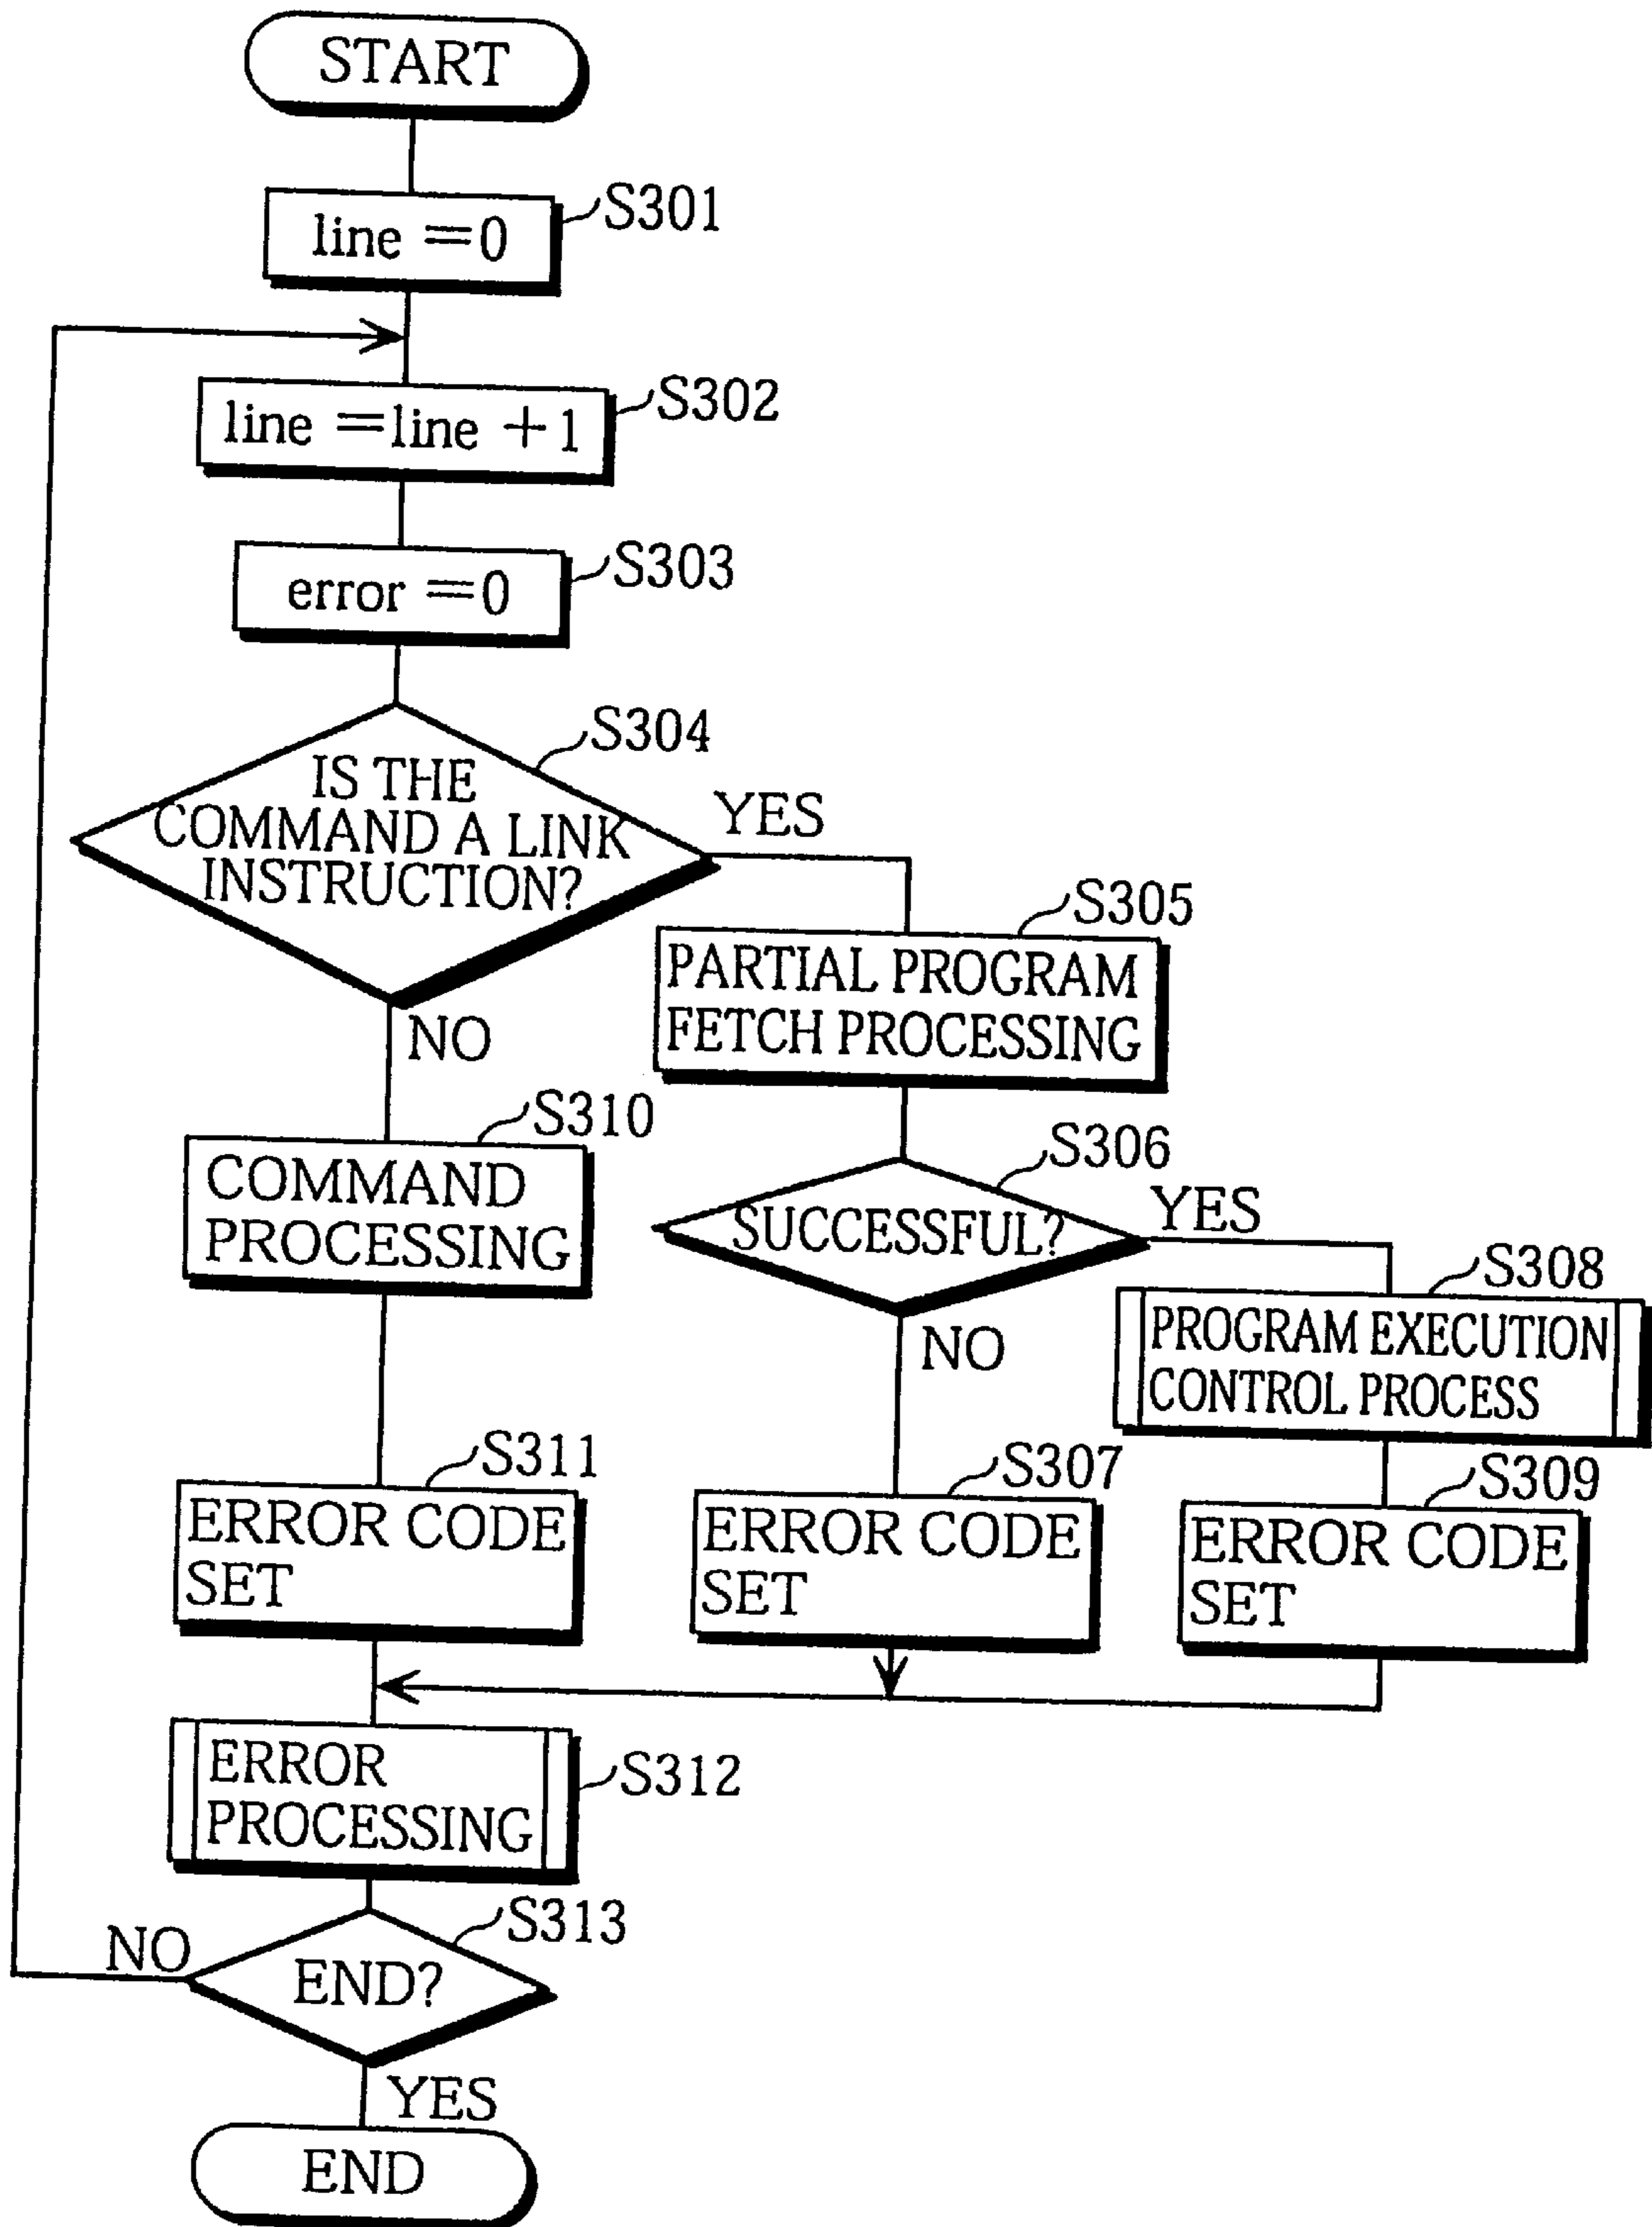 START
line =0
S301
line =line +1
S302
error =0
S303
S304
IS THE
COMMAND A LINK
INSTRUCTION?
YES
NO
S305
PARTIAL PROGRAM
FETCH PROCESSING
S310
COMMAND
PROCESSING
S306
SUCCESSFUL?
YES
NO
S308
PROGRAM EXECUTION
CONTROL PROCESS
S311
ERROR CODE
SET
S307
ERROR CODE
SET
S309
ERROR CODE
SET
ERROR
PROCESSING
S312
S313
END?
NO
YES
END